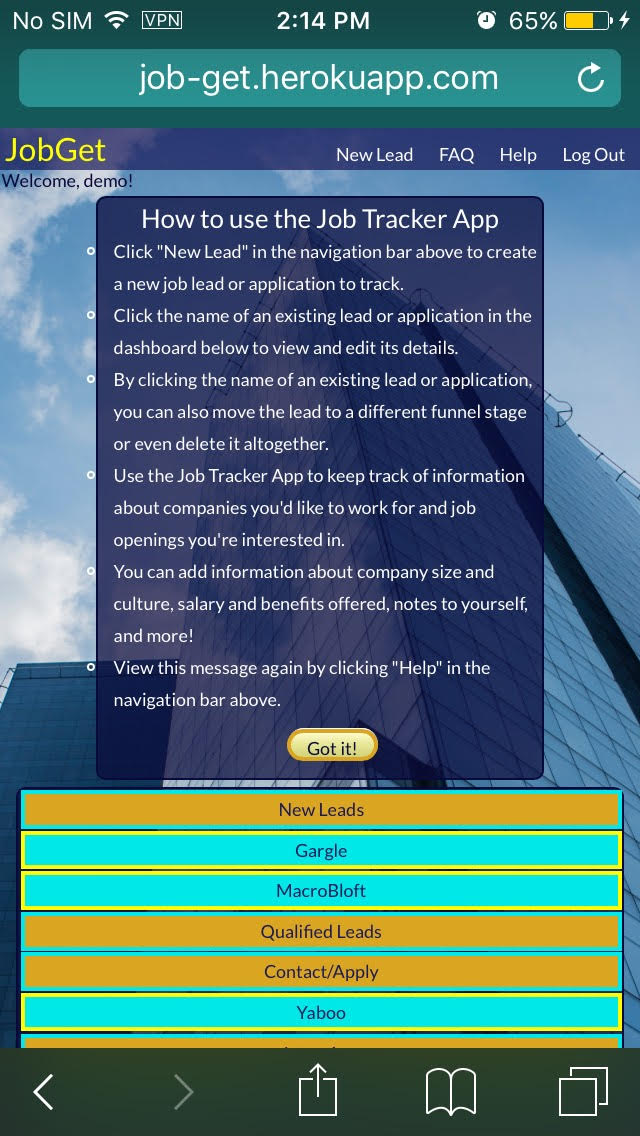 No SIM VPN 2:14 PM 65%
job-get.herokuapp.com
JobGet New Lead FAQ Help Log Out
Welcome, demo!
How to use the Job Tracker App
Click "New Lead" in the navigation bar above to create
a new job lead or application to track.
Click the name of an existing lead or application in the
dashboard below to view and edit its details.
By clicking the name of an existing lead or application,
you can also move the lead to a different funnel stage
or even delete it altogether.
Use the Job Tracker App to keep track of information
about companies you'd like to work for and job
openings you're interested in.
You can add information about company size and
culture, salary and benefits offered, notes to yourself,
and more!
View this message again by clicking "Help" in the
navigation bar above.
Got it!
New Leads
Gargle
MacroBloft
Qualified Leads
Contact/Apply
Yaboo